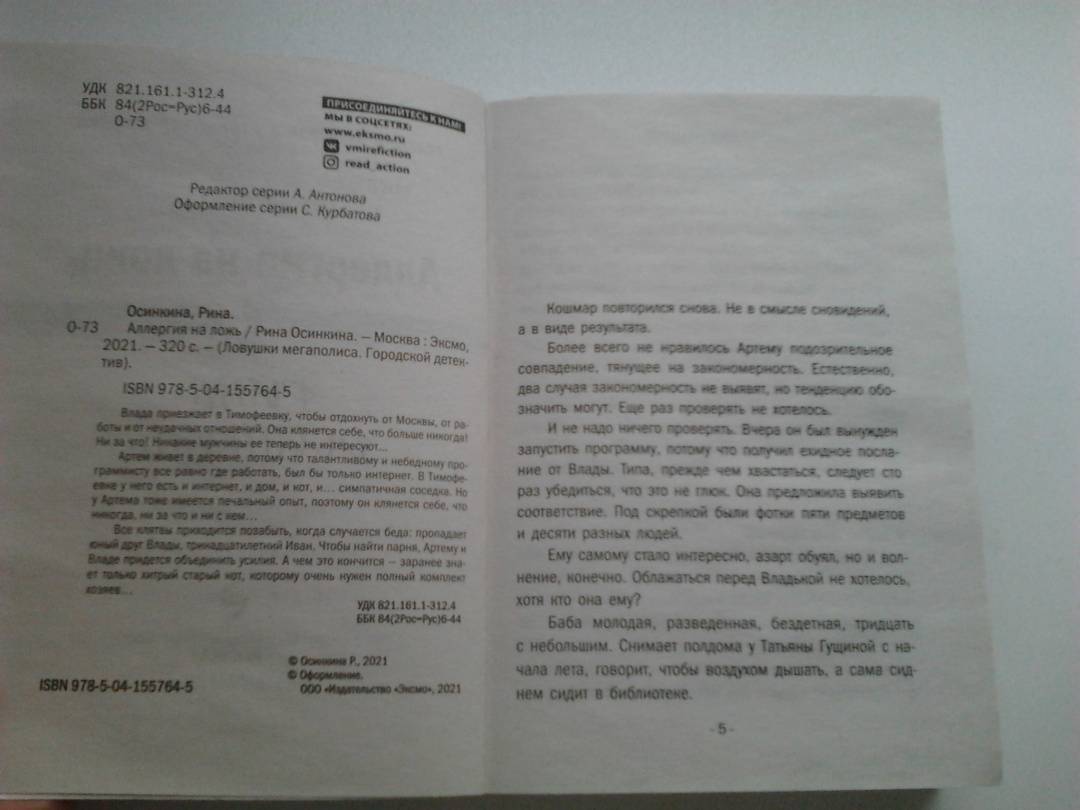 УДК 821.161.1-312.4
ББК 84(2Рос=Рус)6-44
О-73
ПРИСОЕДИНЯЙТЕСЬ К НАМ!
МЫ В СОЦСЕТЯХ:
www.eksmo.ru
vmirefiction
read_action
Редактор серии А. Антонова
Оформление серии С. Курбатова
Осинкина, Рина.
О-73 Аллергия на ложь / Рина Осинкина. — Москва : Эксмо,
2021. — 320 с. — (Ловушки мегаполиса. Городской детек-
тив).
ISBN 978-5-04-155764-5
Влада приезжает в Тимофеевку, чтобы отдохнуть от Москвы, от ра-
боты и от неудачных отношений. Она клянется себе, что больше никогда!
Ни за что! Никакие мужчины ее теперь не интересуют...
Артем живет в деревне, потому что талантливому и небедному про-
граммисту все равно где работать, был бы только интернет. В Тимофе-
евке у него есть и интернет, и дом, и кот, и... симпатичная соседка. Но
у Артема тоже имеется печальный опыт, поэтому он клянется себе, что
никогда, ни за что и ни с кем...
Все клятвы приходится позабыть, когда случается беда: пропадает
юный друг Влады, тринадцатилетний Иван. Чтобы найти парня, Артему и
Владе придется объединить усилия. А чем это кончится — заранее зна-
ет только хитрый старый кот, которому очень нужен полный комплект
хозяев...
УДК 821.161.1-312.4
ББК 84(2Рос=Рус)6-44
© Осинкина Р., 2021
© Оформление.
ISBN 978-5-04-155764-5 ООО «Издательство «Эксмо», 2021
Кошмар повторился снова. Не в смысле сновидений,
а в виде результата.
Более всего не нравилось Артему подозрительное
совпадение, тянущее на закономерность. Естественно,
два случая закономерность не выявят, но тенденцию обо-
значить могут. Еще раз проверять не хотелось.
И не надо ничего проверять. Вчера он был вынужден
запустить программу, потому что получил ехидное посла-
ние от Влады. Типа, прежде чем хвастаться, следует сто
раз убедиться, что это не глюк. Она предложила выявить
соответствие. Под скрепкой были фотки пяти предметов
и десяти разных людей.
Ему самому стало интересно, азарт обуял, но и вол-
нение, конечно. Облажаться перед Владькой не хотелось,
хотя кто она ему?
Баба молодая, разведенная, бездетная, тридцать
с небольшим. Снимает полдома у Татьяны Гущиной с на-
чала лета, говорит, чтобы воздухом дышать, а сама сид-
нем сидит в библиотеке.
- 5 -